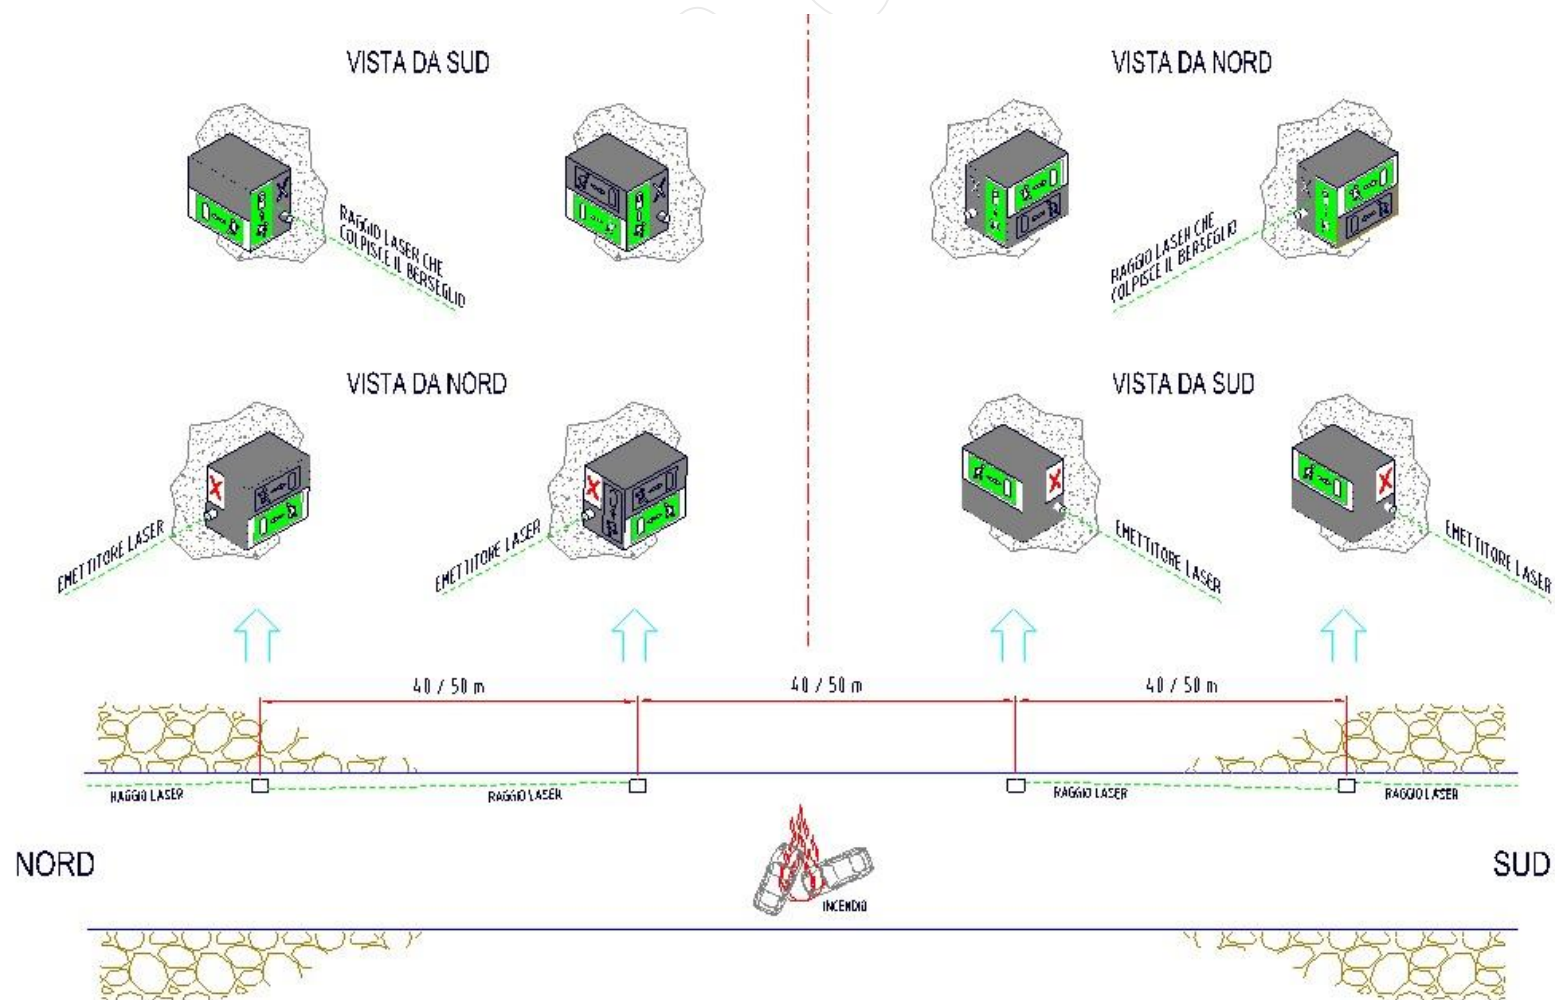 VISTA DA SUD
VISTA DA NORD
RAGGIO LASER CHE
COLPISCE IL BERSEGLIO
RAGGIO LASER CHE
COLPISCE IL BERSEGLIO
VISTA DA NORD
VISTA DA SUD
EMETTITORE LASER
EMETTITORE LASER
EMETTITORE LASER
EMETTITORE LASER
40 / 50 m
40 / 50 m
40 / 50 m
RAGGIO LASER
RAGGIO LASER
RAGGIO LASER
RAGGIO LASER
NORD
SUD
INCENDIO